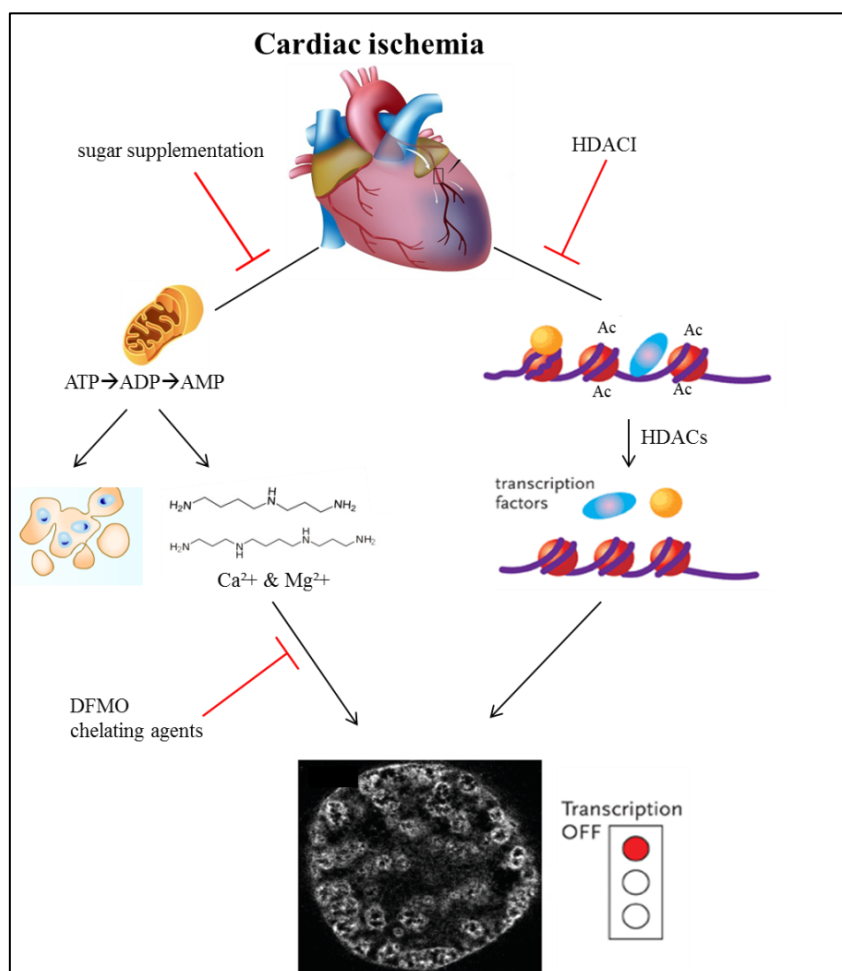 Cardiac ischemia
sugar supplementation
HDACI
ATP→ADP→AMP
Ac
Ac
Ac
Ac
HDACs
transcription
factors
H₂N
H
N
NH₂
H₂N
N
H
H
N
NH₂
Ca²⁺ & Mg²⁺
DFMO
chelating agents
Transcription
OFF